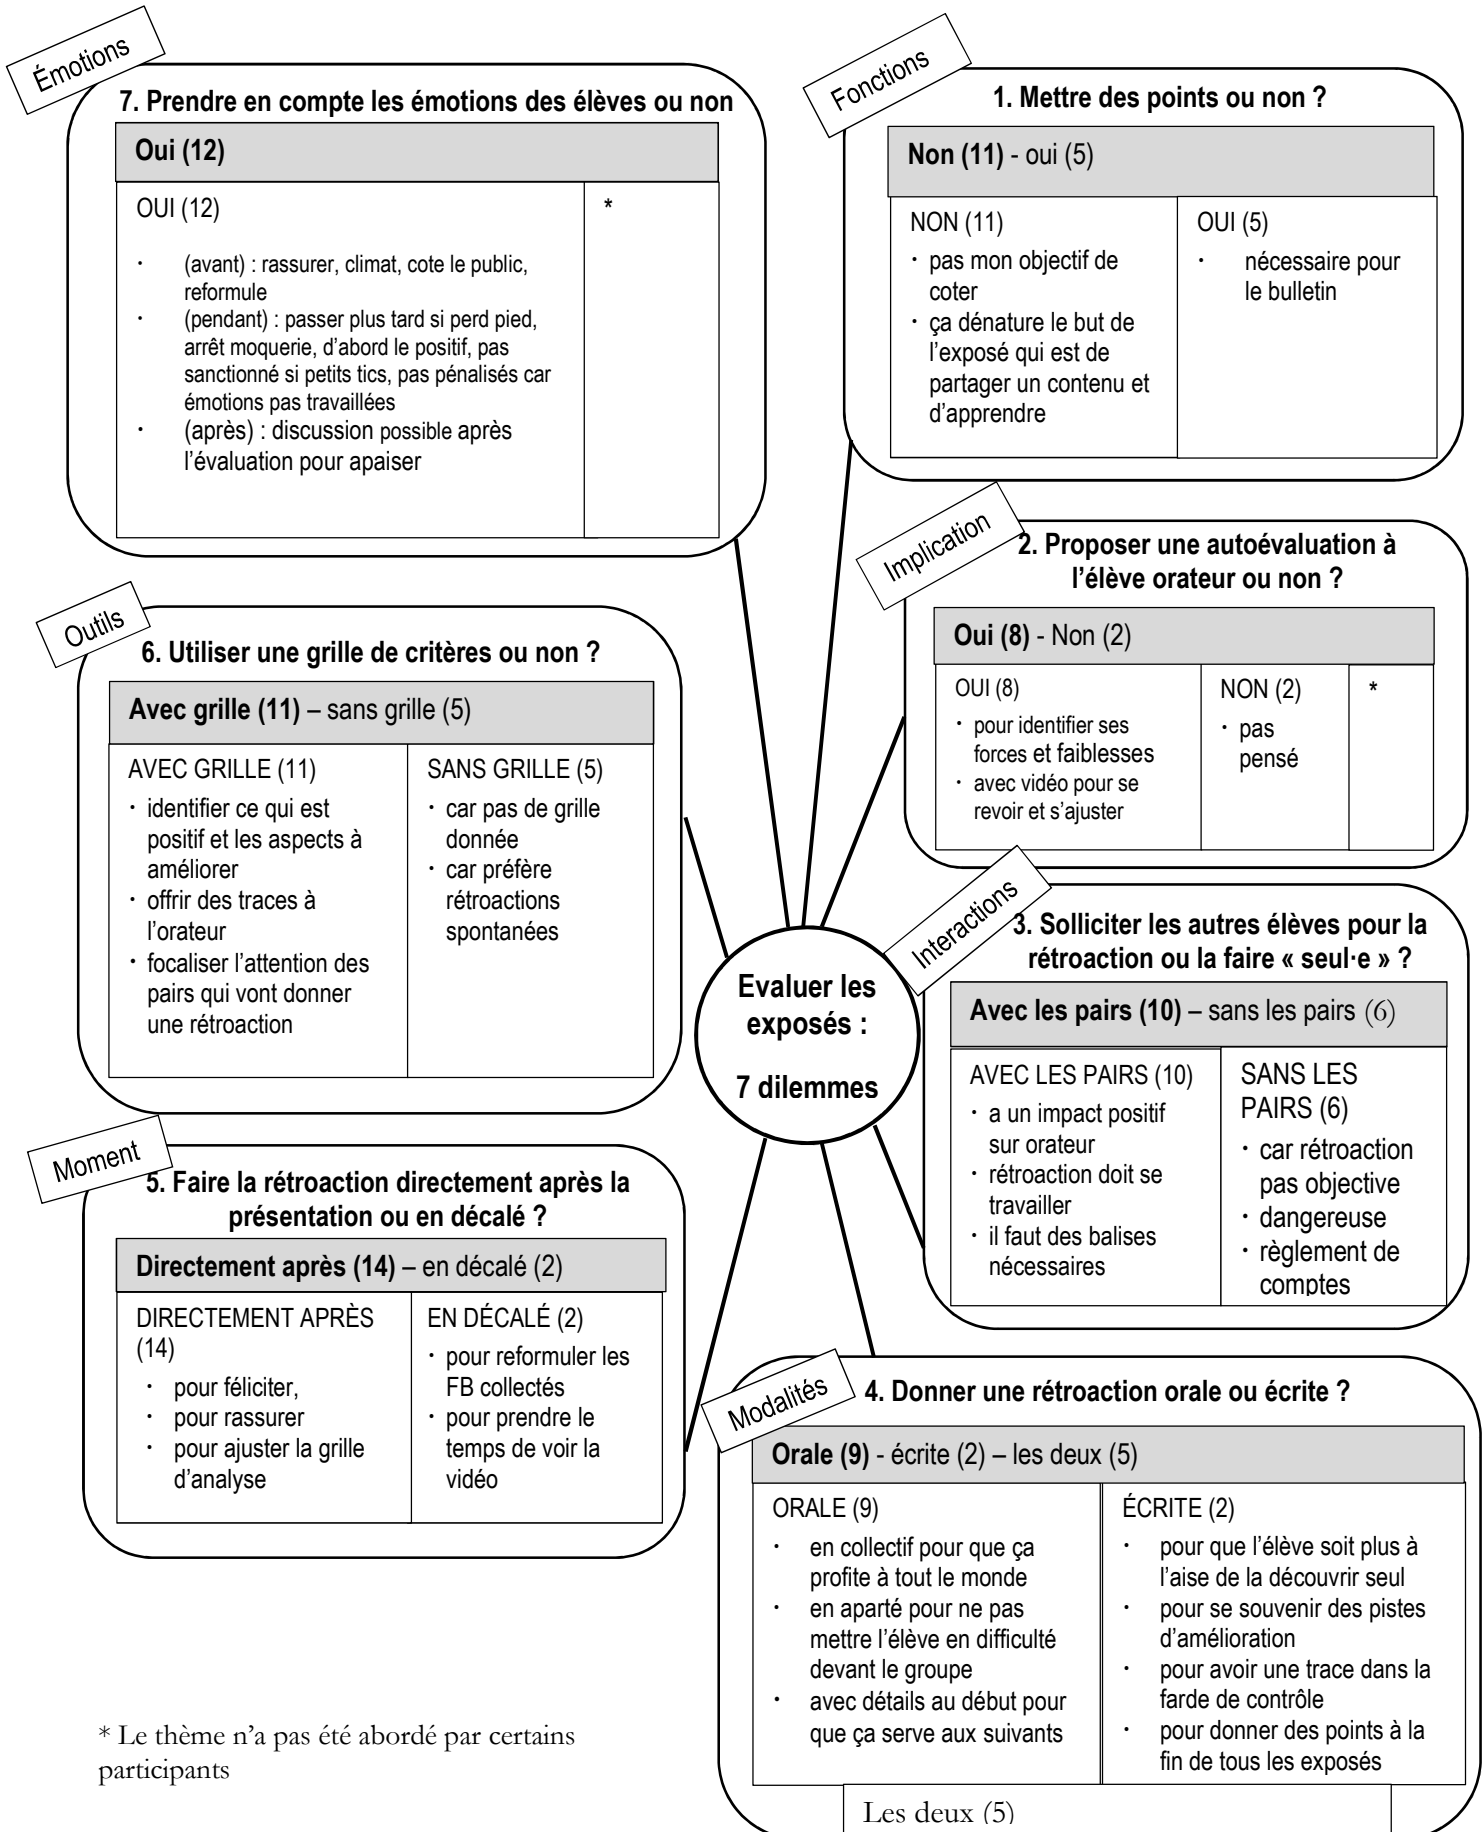 Émotions
7. Prendre en compte les émotions des élèves ou non
Oui (12)
OUI (12)
*
· (avant) : rassurer, climat, cote le public,
reformule
· (pendant) : passer plus tard si perd pied,
arrêt moquerie, d’abord le positif, pas
sanctionné si petits tics, pas pénalisés car
émotions pas travaillées
· (après) : discussion possible après
l’évaluation pour apaiser
Fonctions
1. Mettre des points ou non ?
Non (11) - oui (5)
NON (11)
· pas mon objectif de
coter
· ça dénature le but de
l’exposé qui est de
partager un contenu et
d’apprendre
OUI (5)
· nécessaire pour
le bulletin
Implication
2. Proposer une autoévaluation à
l’élève orateur ou non ?
Oui (8) - Non (2)
OUI (8)
· pour identifier ses
forces et faiblesses
· avec vidéo pour se
revoir et s’ajuster
NON (2)
· pas
pensé
*
Outils
6. Utiliser une grille de critères ou non ?
Avec grille (11) – sans grille (5)
AVEC GRILLE (11)
· identifier ce qui est
positif et les aspects à
améliorer
· offrir des traces à
l’orateur
· focaliser l’attention des
pairs qui vont donner
une rétroaction
SANS GRILLE (5)
· car pas de grille
donnée
· car préfère
rétroactions
spontanées
Evaluer les
exposés :
7 dilemmes
Interactions
3. Solliciter les autres élèves pour la
rétroaction ou la faire « seul·e » ?
Avec les pairs (10) – sans les pairs (6)
AVEC LES PAIRS (10)
· a un impact positif
sur orateur
· rétroaction doit se
travailler
· il faut des balises
nécessaires
SANS LES
PAIRS (6)
· car rétroaction
pas objective
· dangereuse
· règlement de
comptes
Moment
5. Faire la rétroaction directement après la
présentation ou en décalé ?
Directement après (14) – en décalé (2)
DIRECTEMENT APRÈS
(14)
· pour féliciter,
· pour rassurer
· pour ajuster la grille
d’analyse
EN DÉCALÉ (2)
· pour reformuler les
FB collectés
· pour prendre le
temps de voir la
vidéo
Modalités
4. Donner une rétroaction orale ou écrite ?
Orale (9) - écrite (2) – les deux (5)
ORALE (9)
· en collectif pour que ça
profite à tout le monde
· en aparté pour ne pas
mettre l’élève en difficulté
devant le groupe
· avec détails au début pour
que ça serve aux suivants
ÉCRITE (2)
· pour que l’élève soit plus à
l’aise de la découvrir seul
· pour se souvenir des pistes
d’amélioration
· pour avoir une trace dans la
farde de contrôle
· pour donner des points à la
fin de tous les exposés
Les deux (5)
* Le thème n’a pas été abordé par certains
participants